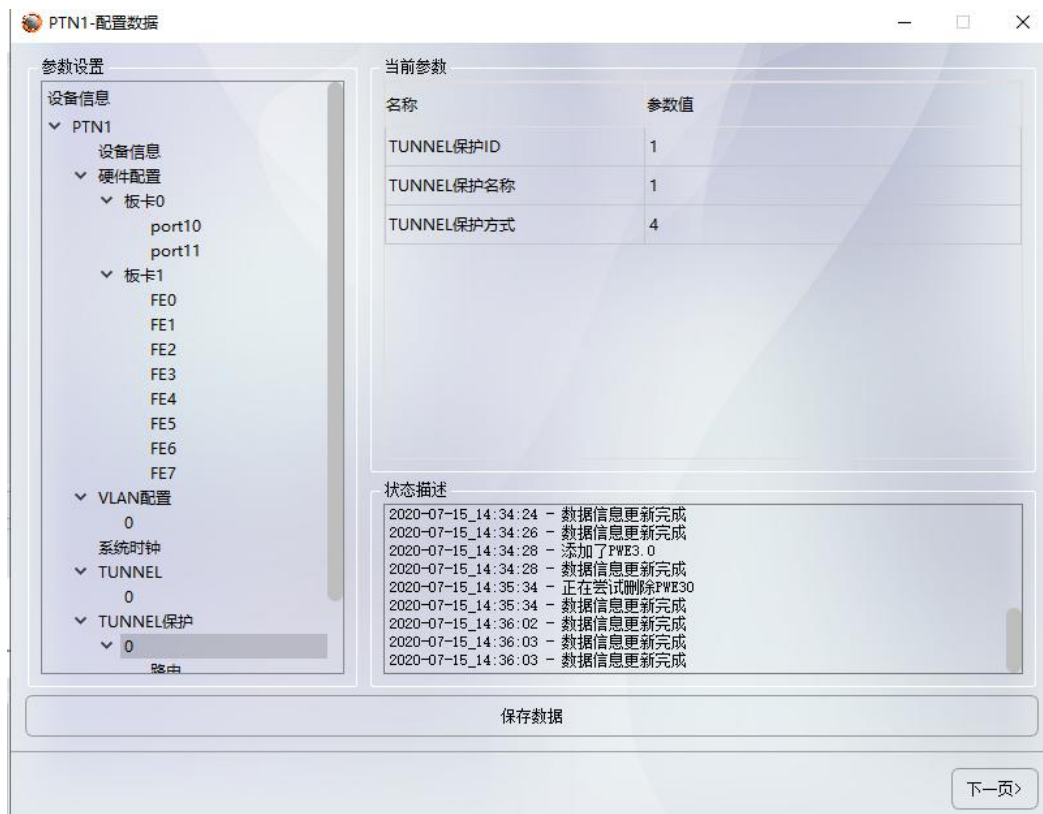 PTN1-配置数据
参数设置
设备信息
PTN1
设备信息
硬件配置
板卡0
port10
port11
板卡1
FE0
FE1
FE2
FE3
FE4
FE5
FE6
FE7
VLAN配置
0
系统时钟
TUNNEL
0
TUNNEL保护
0
路由
当前参数
名称 参数值
TUNNEL保护ID 1
TUNNEL保护名称 1
TUNNEL保护方式 4
状态描述
2020-07-15_14:34:24 - 数据信息更新完成
2020-07-15_14:34:26 - 数据信息更新完成
2020-07-15_14:34:28 - 添加了PWE3.0
2020-07-15_14:34:28 - 数据信息更新完成
2020-07-15_14:35:34 - 正在尝试删除PWE30
2020-07-15_14:35:34 - 数据信息更新完成
2020-07-15_14:36:02 - 数据信息更新完成
2020-07-15_14:36:03 - 数据信息更新完成
2020-07-15_14:36:03 - 数据信息更新完成
保存数据
下一页>